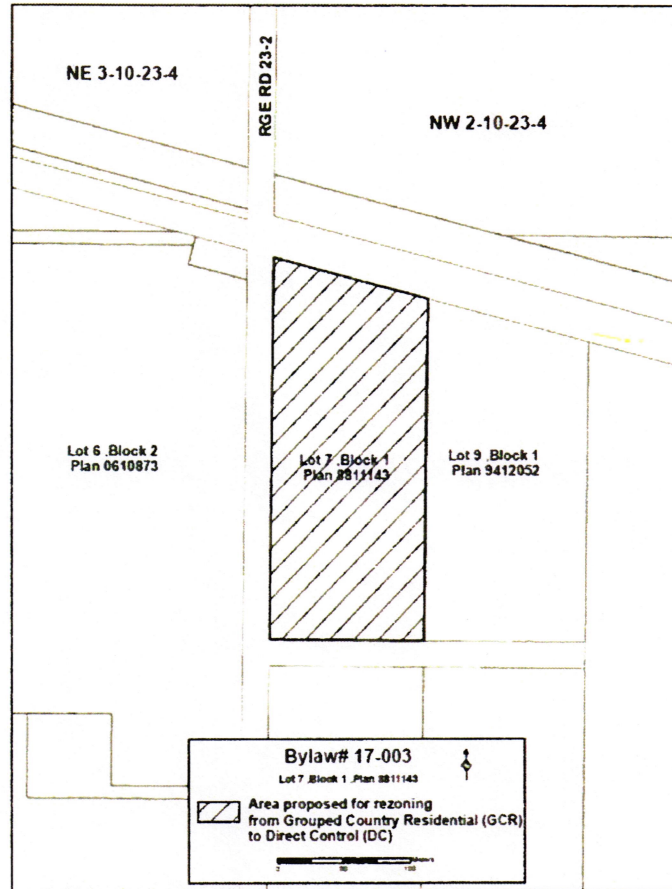 NE 3-10-23-4
RGE RD 23-2
NW 2-10-23-4
Lot 6 ,Block 2
Plan 0610873
Lot 7 ,Block 1
Plan 8811143
Lot 9 ,Block 1
Plan 9412052
Bylaw# 17-003
Lot 7 ,Block 1 ,Plan 8811143
Area proposed for rezoning
from Grouped Country Residential (GCR)
to Direct Control (DC)